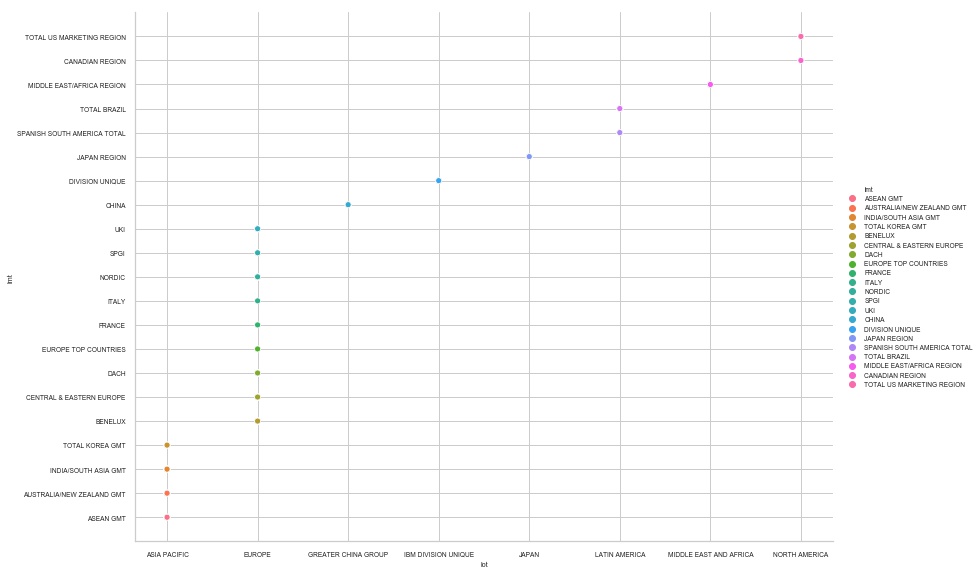 TOTAL US MARKETING REGION
CANADIAN REGION
MIDDLE EAST/AFRICA REGION
TOTAL BRAZIL
SPANISH SOUTH AMERICA TOTAL
JAPAN REGION
DIVISION UNIQUE
CHINA
UKI
SPGI
NORDIC
ITALY
FRANCE
EUROPE TOP COUNTRIES
DACH
CENTRAL & EASTERN EUROPE
BENELUX
TOTAL KOREA GMT
INDIA/SOUTH ASIA GMT
AUSTRALIA/NEW ZEALAND GMT
ASEAN GMT
imt
ASIA PACIFIC
EUROPE
GREATER CHINA GROUP
IBM DIVISION UNIQUE
JAPAN
LATIN AMERICA
MIDDLE EAST AND AFRICA
NORTH AMERICA
iot
imt
ASEAN GMT
AUSTRALIA/NEW ZEALAND GMT
INDIA/SOUTH ASIA GMT
TOTAL KOREA GMT
BENELUX
CENTRAL & EASTERN EUROPE
DACH
EUROPE TOP COUNTRIES
FRANCE
ITALY
NORDIC
SPGI
UKI
CHINA
DIVISION UNIQUE
JAPAN REGION
SPANISH SOUTH AMERICA TOTAL
TOTAL BRAZIL
MIDDLE EAST/AFRICA REGION
CANADIAN REGION
TOTAL US MARKETING REGION